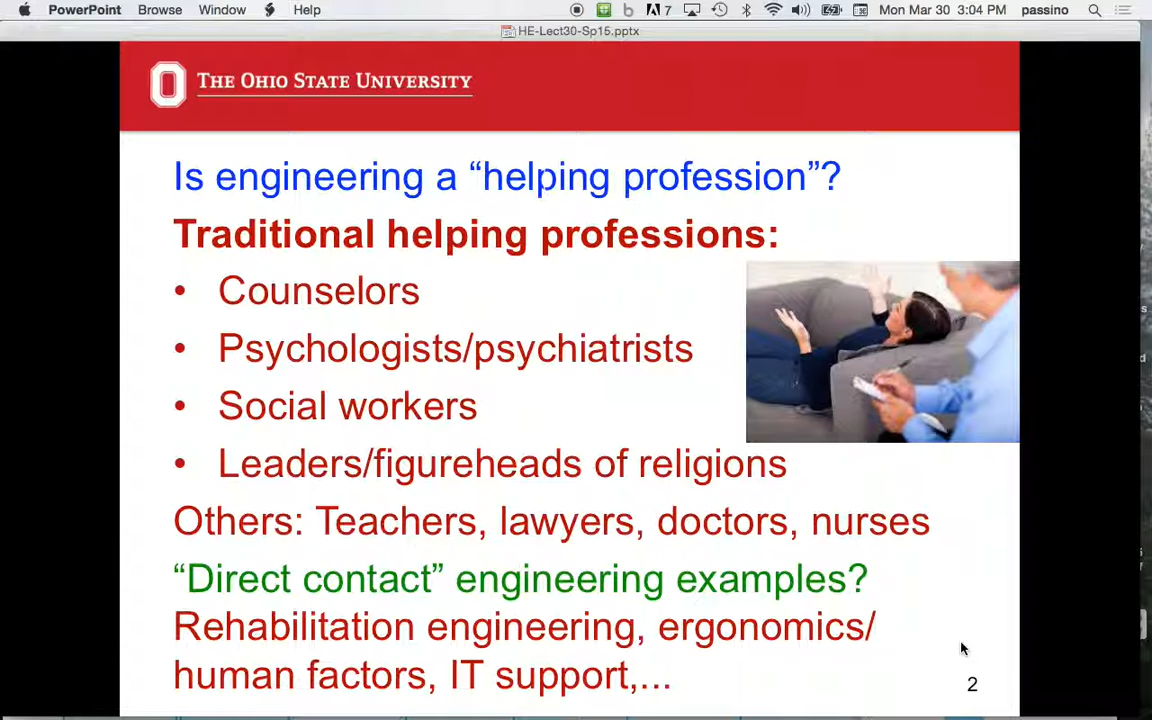 PowerPoint Browse Window Help 7 Mon Mar 30 3:04 PM passino
HE-Lect30-Sp15.pptx
THE OHIO STATE UNIVERSITY
Is engineering a “helping profession”?
Traditional helping professions:
• Counselors
• Psychologists/psychiatrists
• Social workers
• Leaders/figureheads of religions
Others: Teachers, lawyers, doctors, nurses
“Direct contact” engineering examples?
Rehabilitation engineering, ergonomics/
human factors, IT support,...
2